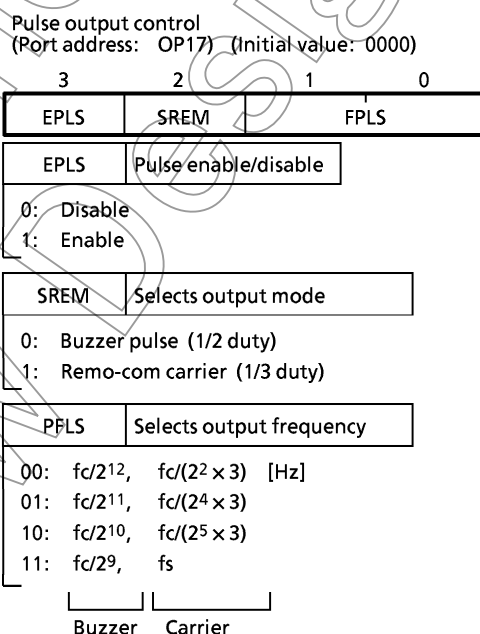 Pulse output control
(Port address: OP17) (Initial value: 0000)
3 2 1 0
EPLS SREM FPLS
EPLS Pulse enable/disable
0: Disable
1: Enable
SREM Selects output mode
0: Buzzer pulse (1/2 duty)
1: Remo-com carrier (1/3 duty)
PFLS Selects output frequency
00: fc/2¹², fc/(2² × 3) [Hz]
01: fc/2¹¹, fc/(2⁴ × 3)
10: fc/2¹⁰, fc/(2⁵ × 3)
11: fc/2⁹, fs
Buzzer Carrier